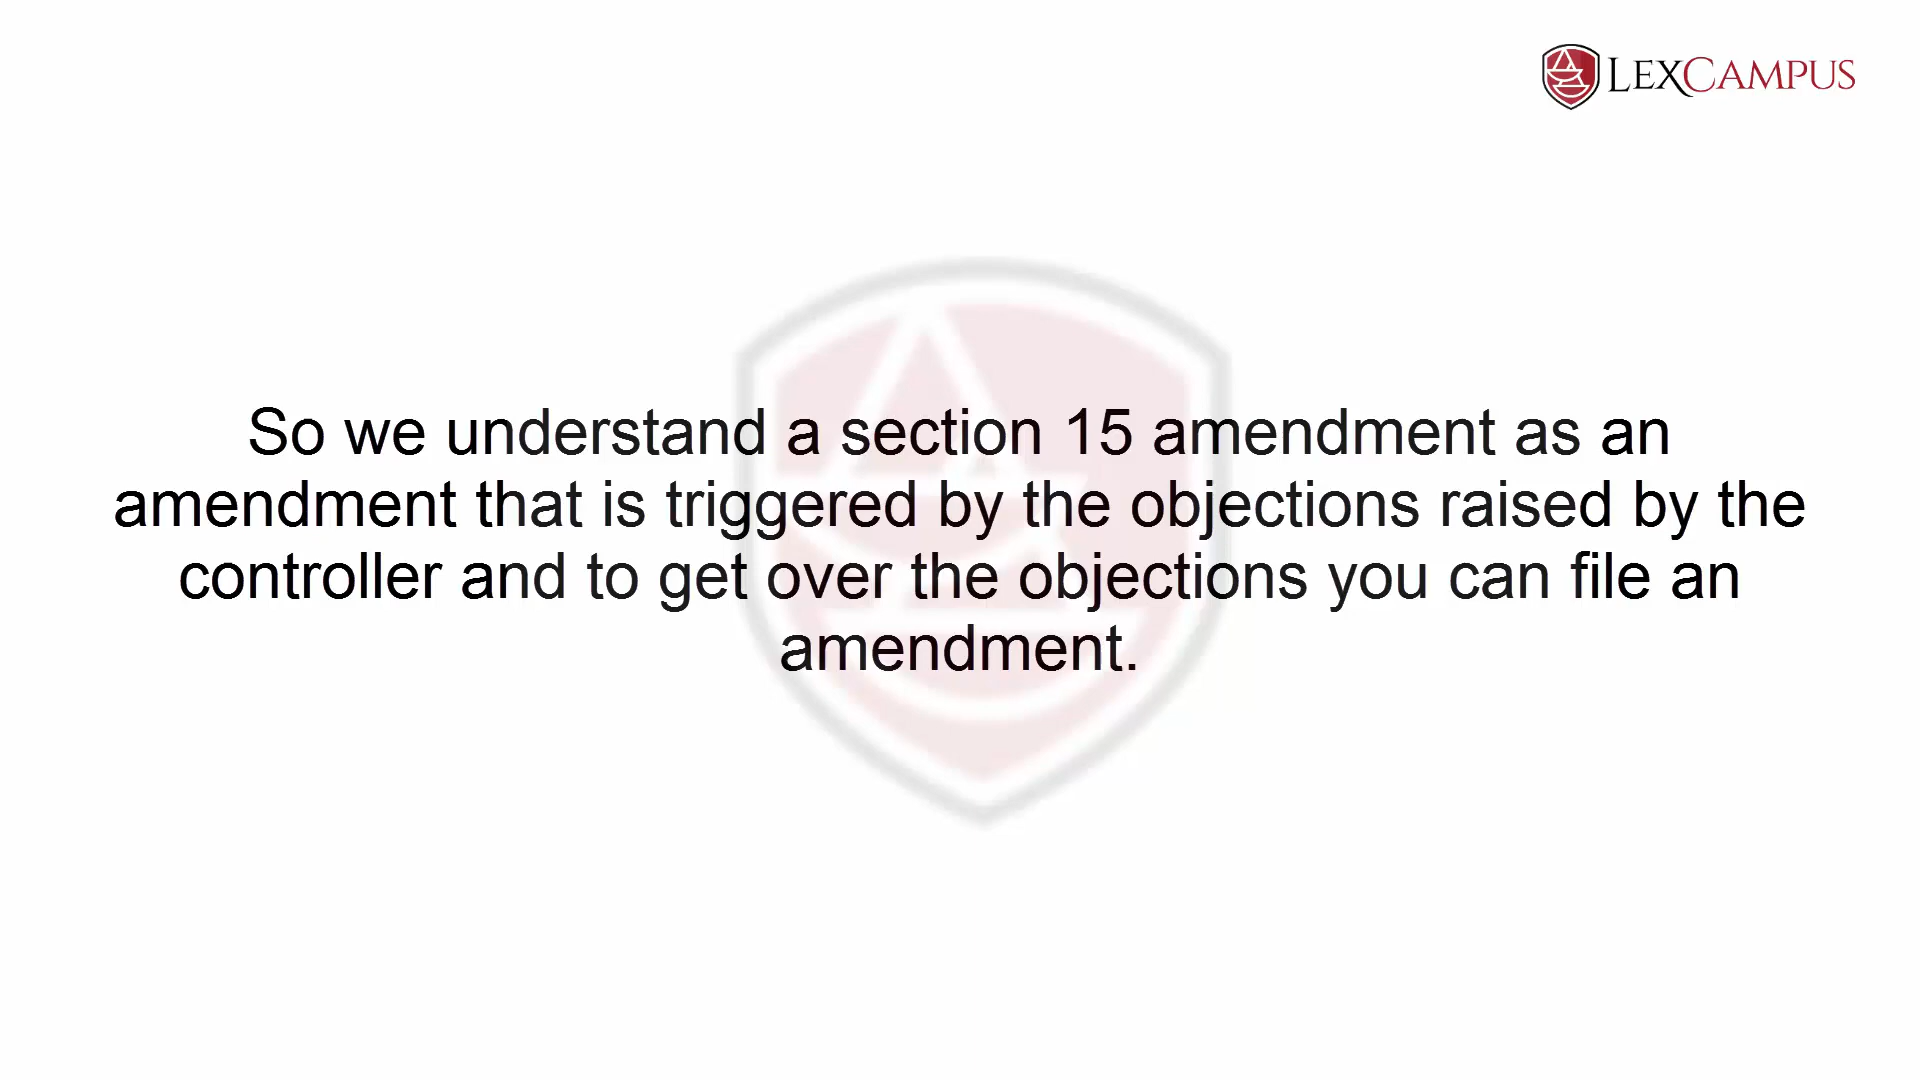 LEXCAMPUS
So we understand a section 15 amendment as an
amendment that is triggered by the objections raised by the
controller and to get over the objections you can file an
amendment.